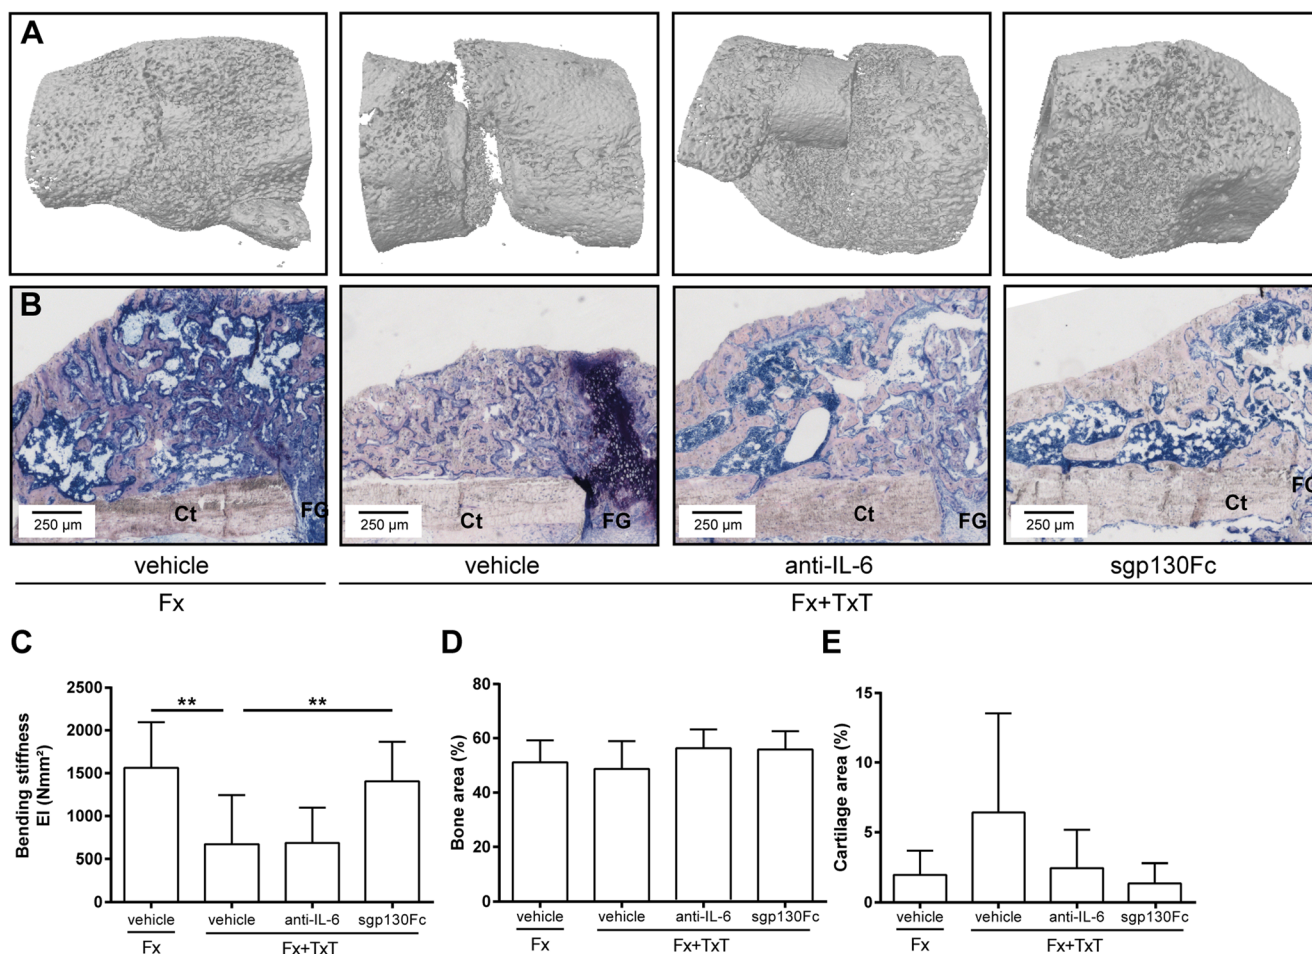 A
B
250 µm
Ct
FG
250 µm
Ct
FG
250 µm
Ct
FG
250 µm
Ct
FG
vehicle
vehicle
anti-IL-6
sgp130Fc
Fx
Fx+TxT
C
D
E
Bending stiffness
EI (Nmm²)
2500
2000
1500
1000
500
0
**
**
vehicle
vehicle
anti-IL-6
sgp130Fc
Fx
Fx+TxT
Bone area (%)
80
60
40
20
0
vehicle
vehicle
anti-IL-6
sgp130Fc
Fx
Fx+TxT
Cartilage area (%)
15
10
5
0
vehicle
vehicle
anti-IL-6
sgp130Fc
Fx
Fx+TxT